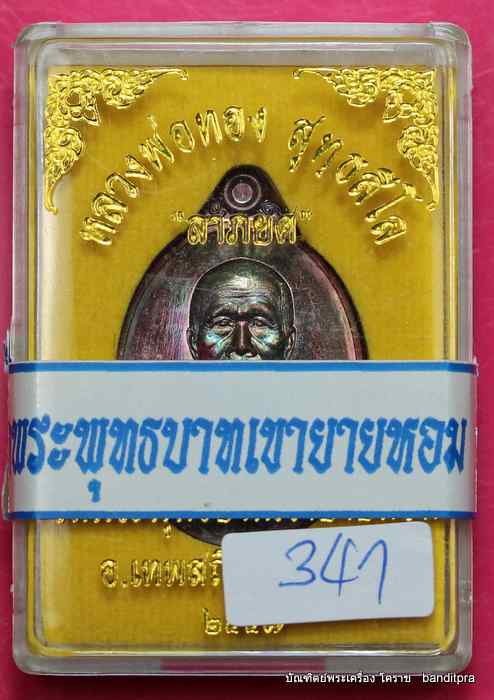 หลวงพ่อทอง สุทธสีโล
"ลาภยศ"
พระพุทธบาทเขายายหอม
อ.เทพสถิ
347
๒๕๕๗
บัณฑิตย์พระเครื่อง โคราช banditpra